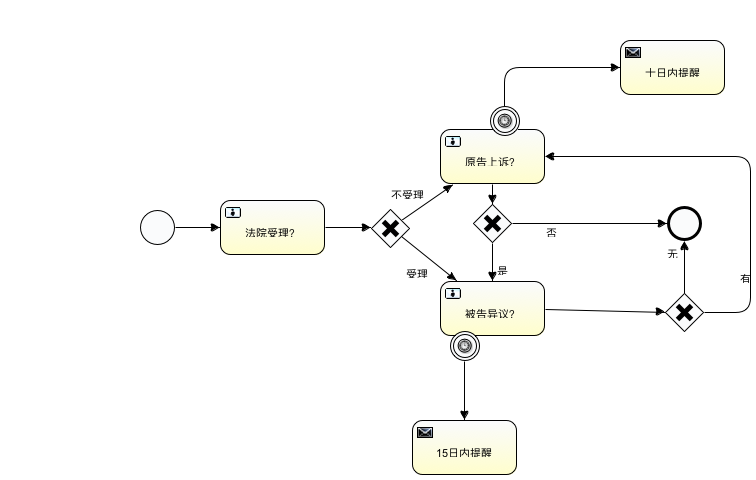 十日内提醒
原告上诉?
不受理
法院受理?
否
无
受理
是
有
被告异议?
15日内提醒